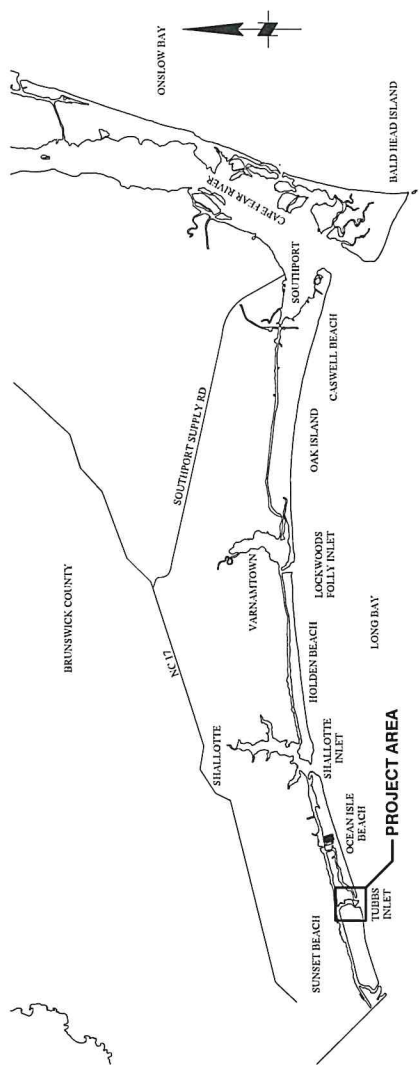 ONSLOW BAY
BALD HEAD ISLAND
CAPE FEAR RIVER
SOUTHPORT
CASWELL BEACH
SOUTHPORT SUPPLY RD
OAK ISLAND
BRUNSWICK COUNTY
VARNAMTOWN
LOCKWOODS
FOLLY INLET
NC 17
HOLDEN BEACH
LONG BAY
SHALLOTTE
SHALLOTTE
INLET
OCEAN ISLE
BEACH
PROJECT AREA
SUNSET BEACH
TUBBS
INLET